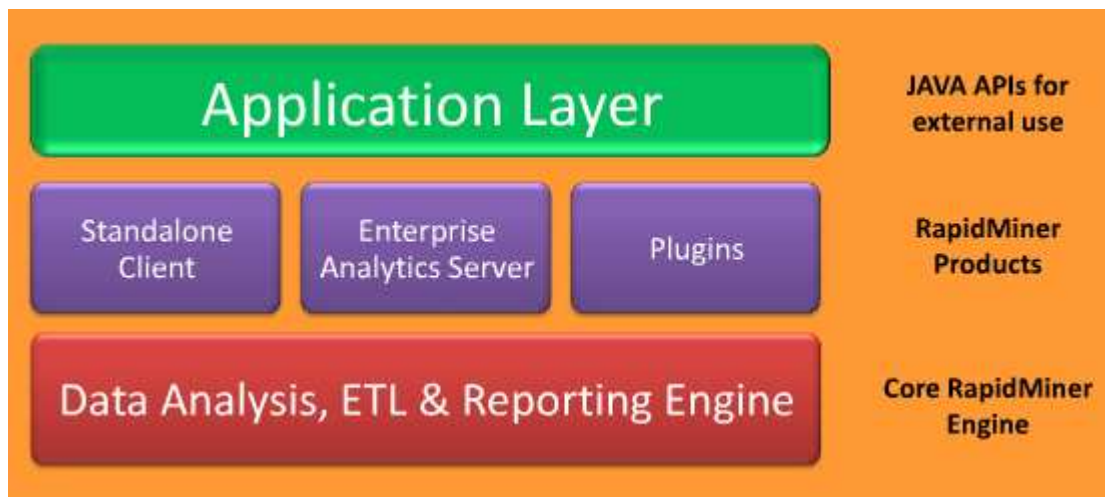 Application Layer
JAVA APIs for
external use
Standalone
Client
Enterprise
Analytics Server
Plugins
RapidMiner
Products
Data Analysis, ETL & Reporting Engine
Core RapidMiner
Engine